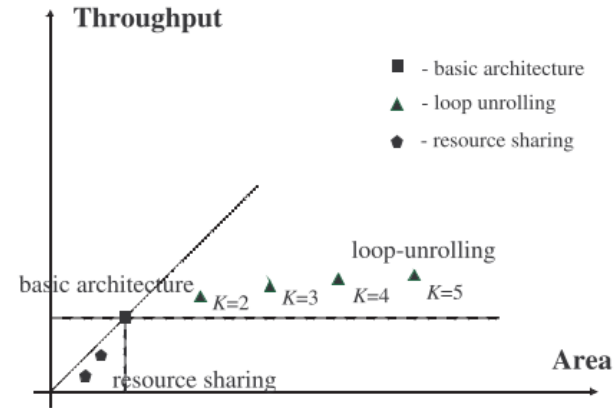 Throughput
- basic architecture
- loop unrolling
- resource sharing
loop-unrolling
basic architecture
K=2
K=3
K=4
K=5
Area
resource sharing